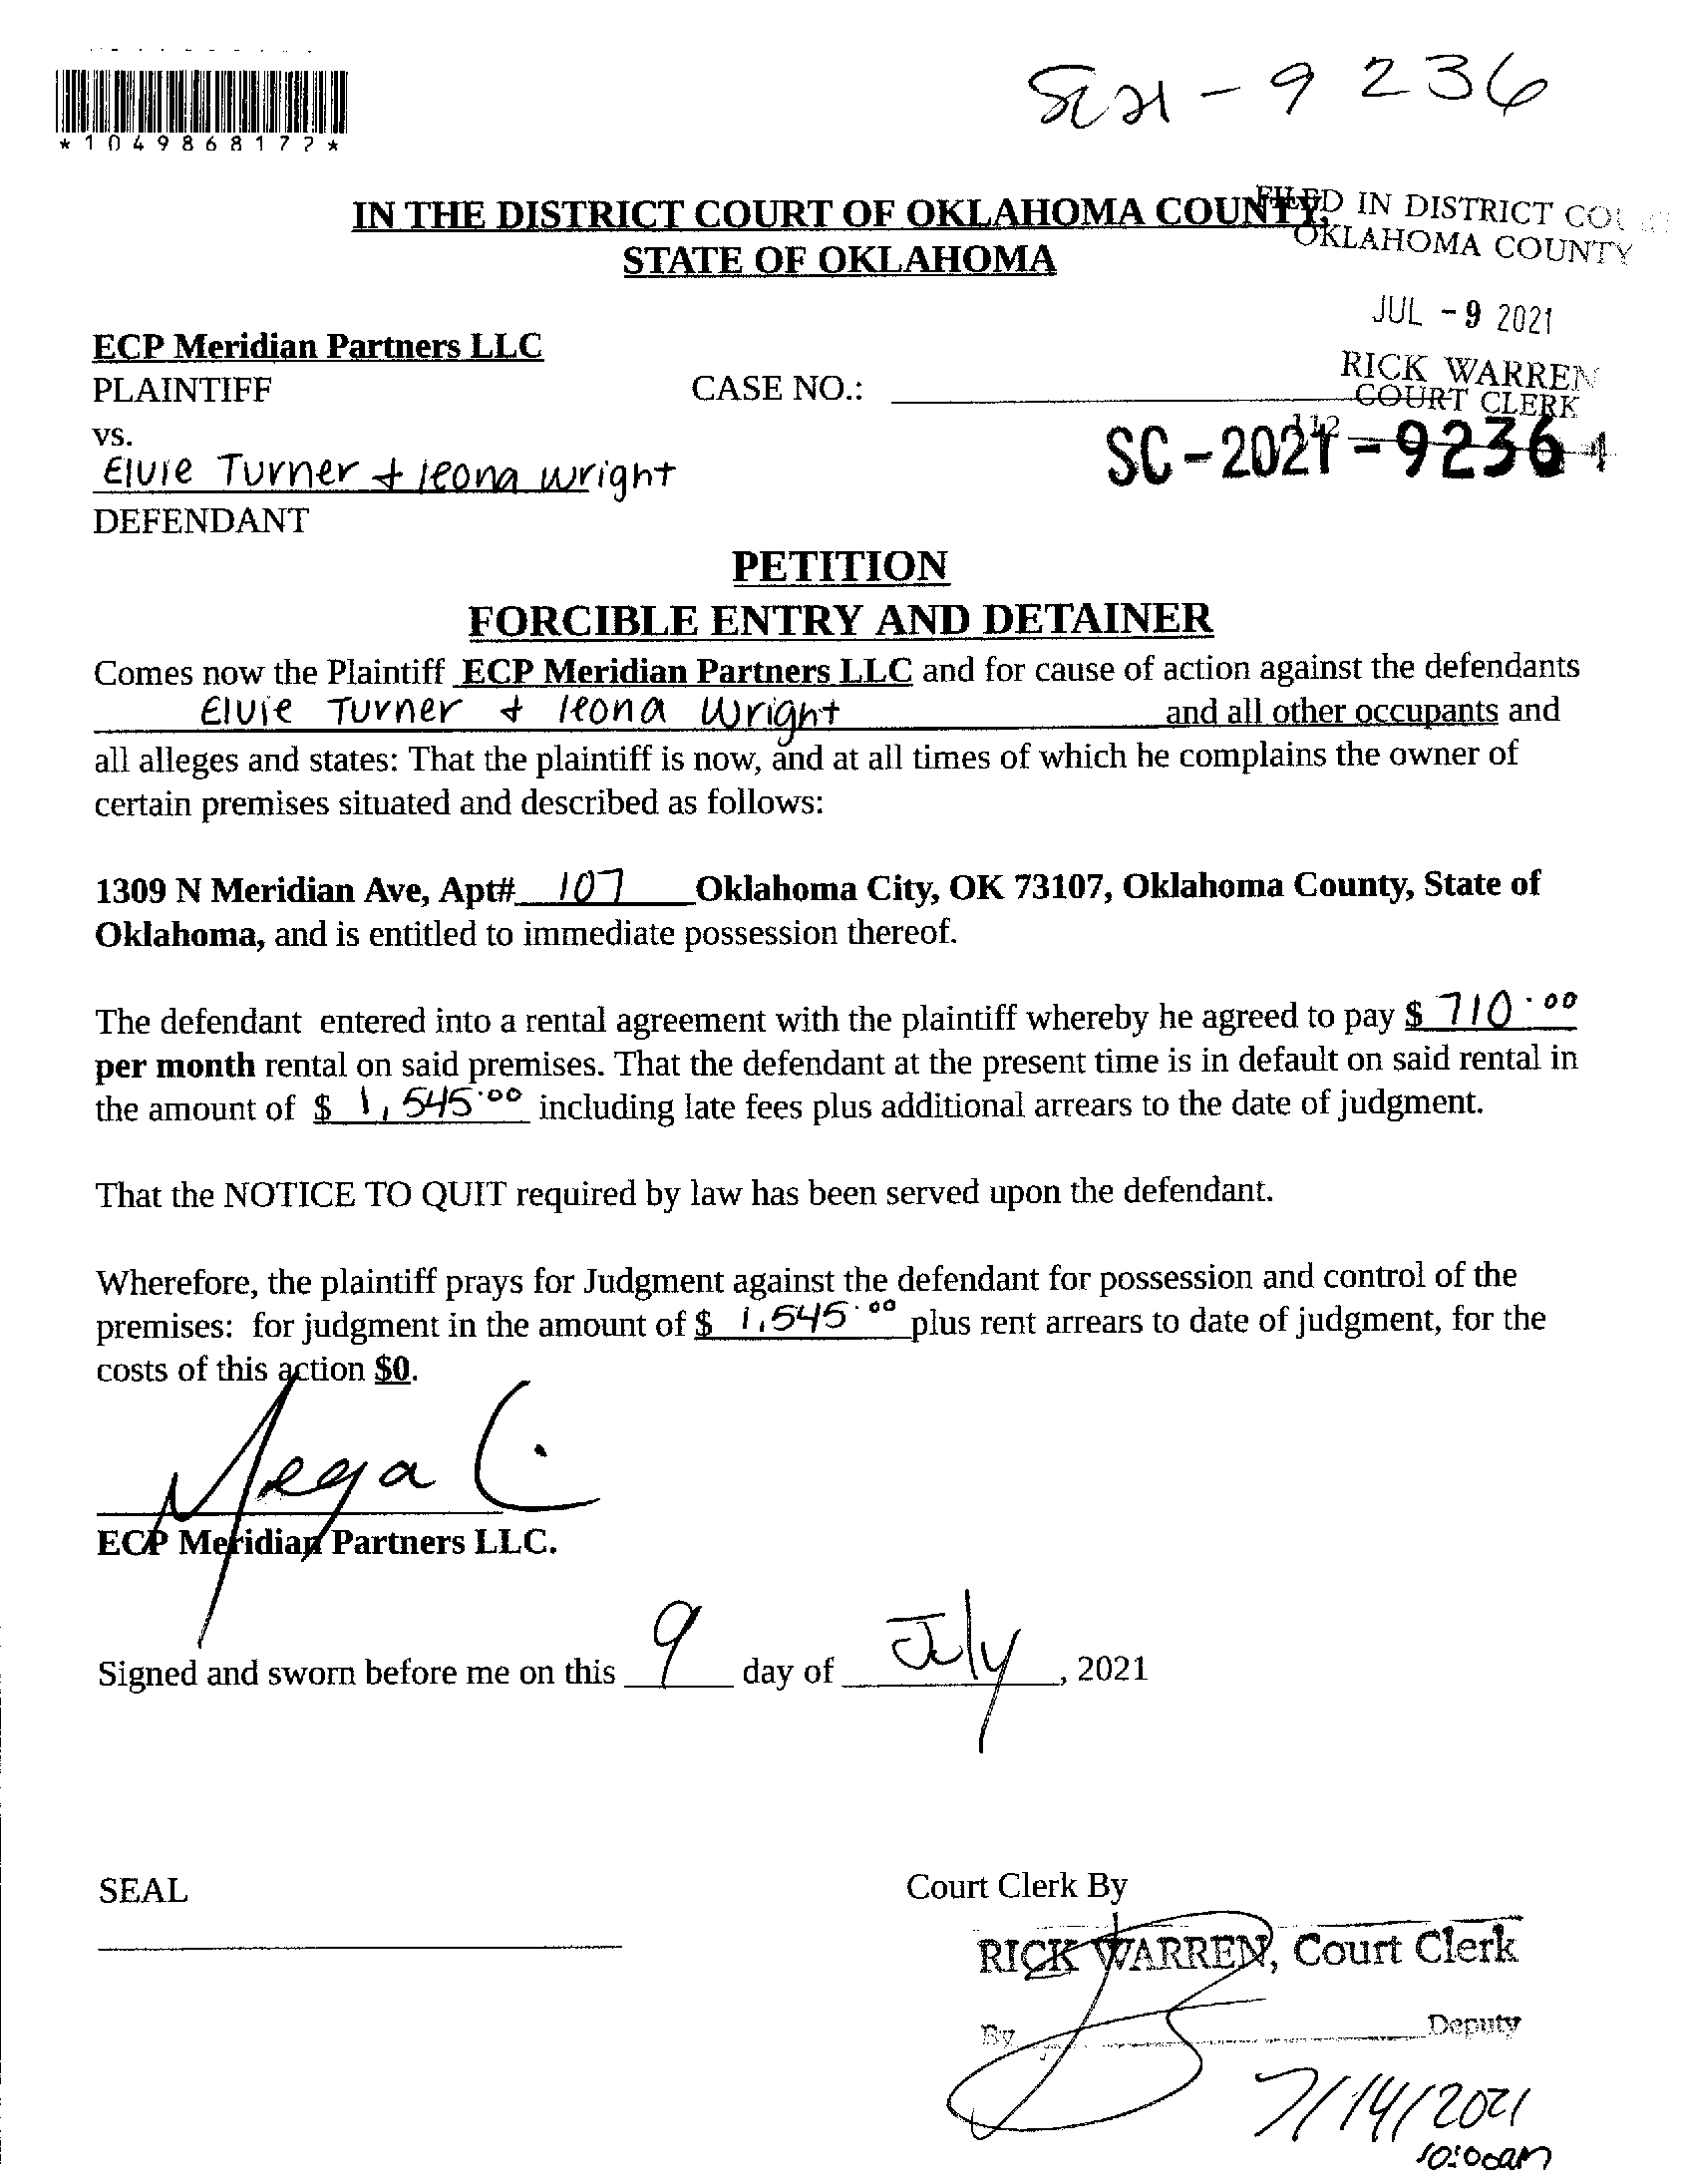 *1049868177*
SC21-9236
IN THE DISTRICT COURT OF OKLAHOMA COUNTY,
STATE OF OKLAHOMA
FILED IN DISTRICT
OKLAHOMA COUNTY
JUL -9 2021
RICK WARREN
COURT CLERK
ECP Meridian Partners LLC
PLAINTIFF
CASE NO.:
SC-2021-9236
vs.
Elvie Turner + leona wright
DEFENDANT
PETITION
FORCIBLE ENTRY AND DETAINER
Comes now the Plaintiff ECP Meridian Partners LLC and for cause of action against the defendants
Elvie Turner + leona Wright and all other occupants and
all alleges and states: That the plaintiff is now, and at all times of which he complains the owner of
certain premises situated and described as follows:
1309 N Meridian Ave, Apt# 107 Oklahoma City, OK 73107, Oklahoma County, State of
Oklahoma, and is entitled to immediate possession thereof.
The defendant entered into a rental agreement with the plaintiff whereby he agreed to pay $ 710.00
per month rental on said premises. That the defendant at the present time is in default on said rental in
the amount of $ 1,545.00 including late fees plus additional arrears to the date of judgment.
That the NOTICE TO QUIT required by law has been served upon the defendant.
Wherefore, the plaintiff prays for Judgment against the defendant for possession and control of the
premises: for judgment in the amount of $ 1,545.00 plus rent arrears to date of judgment, for the
costs of this action $0.
ECP Meridian Partners LLC.
Signed and sworn before me on this 9 day of July, 2021
SEAL
Court Clerk By
RICK WARREN, Court Clerk
By Deputy
7/14/2021
10:00am